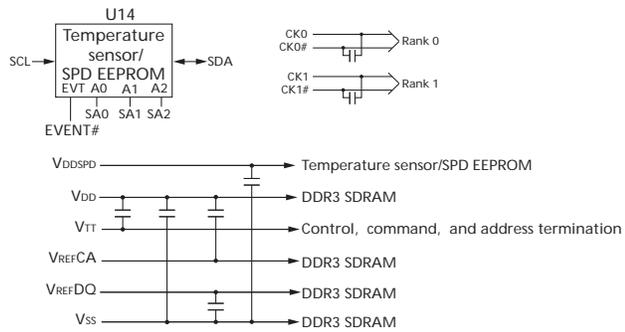 U14
Temperature
sensor/
SPD EEPROM
SCL
SDA
EVT A0 A1 A2
SA0 SA1 SA2
EVENT#
CK0
CK0#
Rank 0
CK1
CK1#
Rank 1
VDDSPD
Temperature sensor/SPD EEPROM
VDD
DDR3 SDRAM
VTT
Control, command, and address termination
VREFCA
DDR3 SDRAM
VREFDQ
DDR3 SDRAM
VSS
DDR3 SDRAM